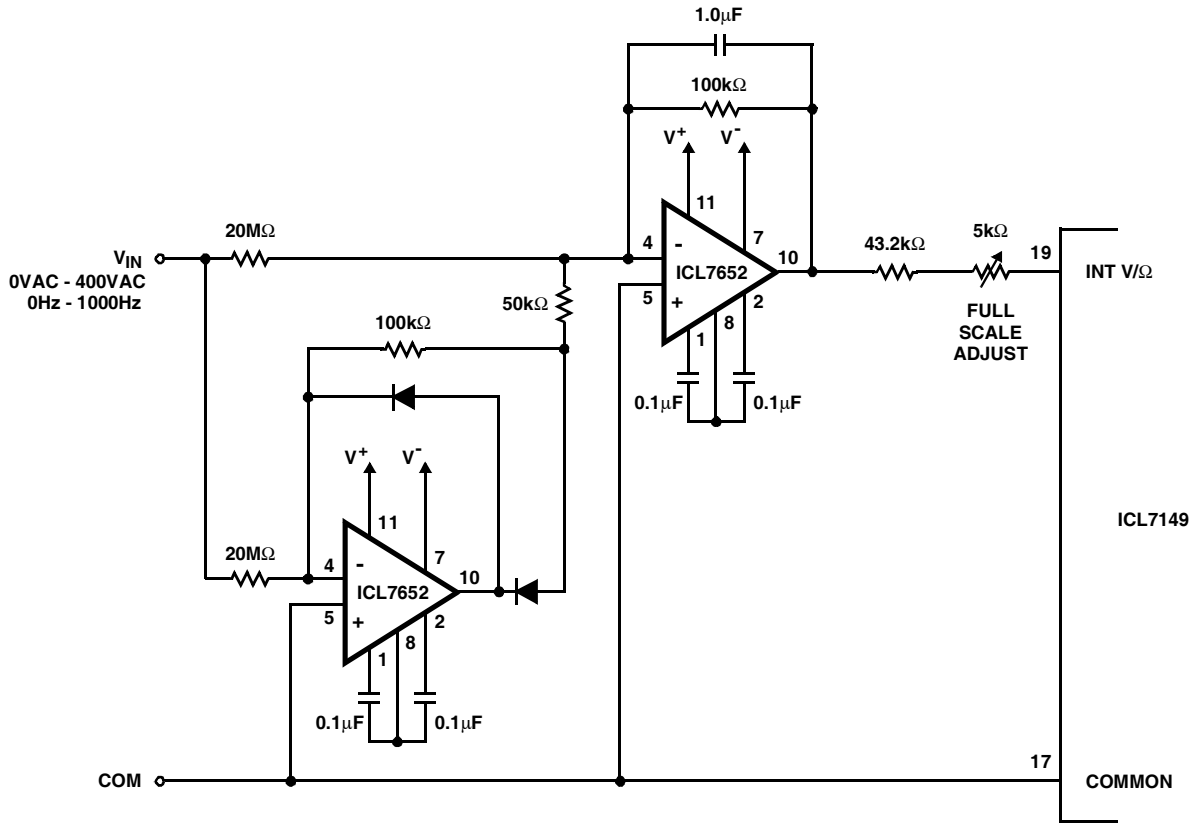 1.0μF
100kΩ
V+
V-
11
7
20MΩ
VIN
0VAC - 400VAC
0Hz - 1000Hz
4
-
ICL7652
5
+
10
2
8
1
43.2kΩ
5kΩ
FULL
SCALE
ADJUST
19
INT V/Ω
50kΩ
100kΩ
0.1μF
0.1μF
V+
V-
11
7
20MΩ
4
-
ICL7652
5
+
10
2
8
1
0.1μF
0.1μF
ICL7149
COM
17
COMMON